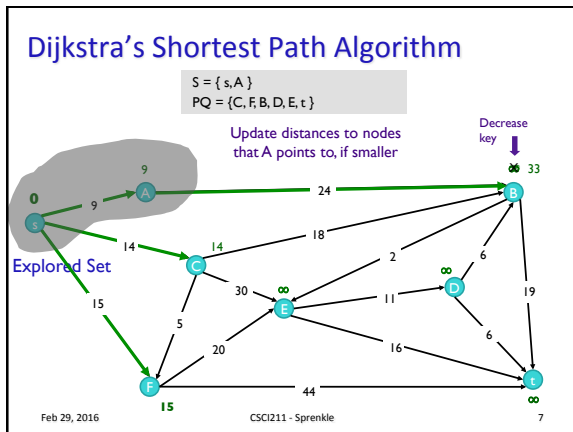 Dijkstra's Shortest Path Algorithm
S = { s, A }
PQ = {C, F, B, D, E, t }
Update distances to nodes
that A points to, if smaller
Decrease
key
∞ 33
9
0
A
24
B
9
s
14
14
18
2
∞
6
C
Explored Set
∞
D
30
E
11
19
15
5
6
20
16
F
44
t
15
∞
Feb 29, 2016
CSCI211 - Sprenkle
7